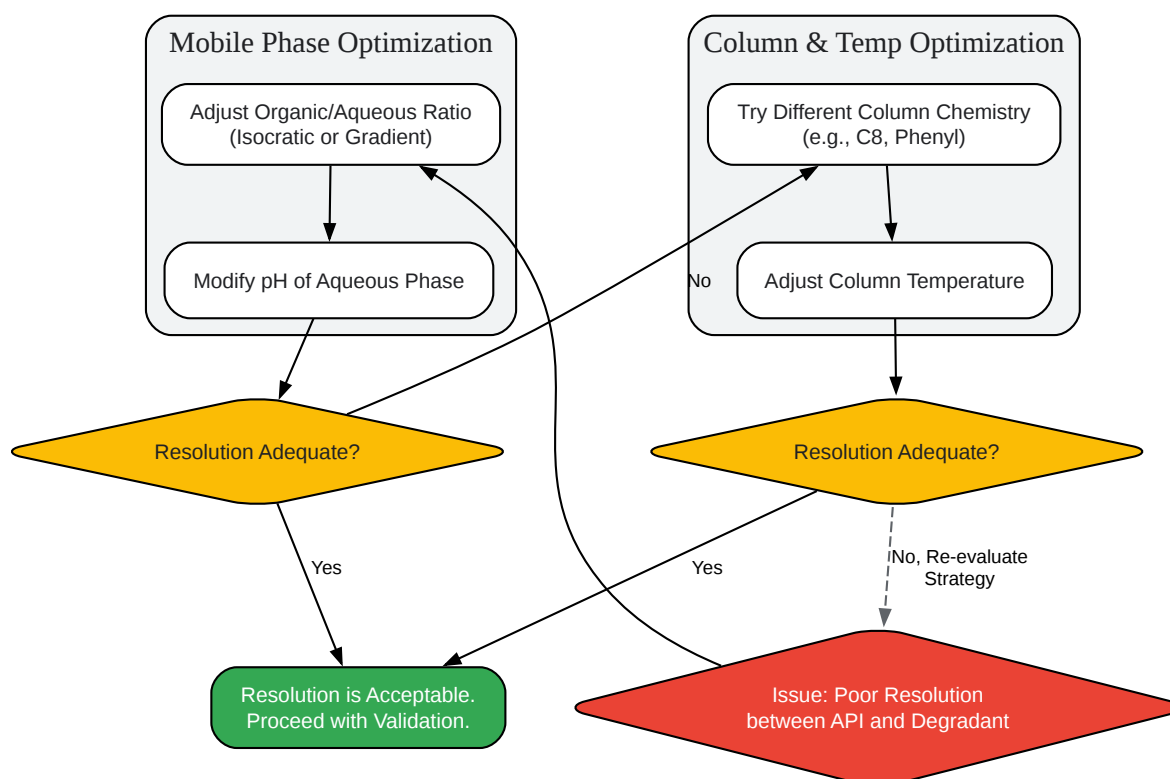 Mobile Phase Optimization
Adjust Organic/Aqueous Ratio
(Isocratic or Gradient)
Modify pH of Aqueous Phase
Column & Temp Optimization
Try Different Column Chemistry
(e.g., C8, Phenyl)
No
Adjust Column Temperature
Resolution Adequate?
Resolution Adequate?
Yes
Yes
No, Re-evaluate
Strategy
Resolution is Acceptable.
Proceed with Validation.
Issue: Poor Resolution
between API and Degradant